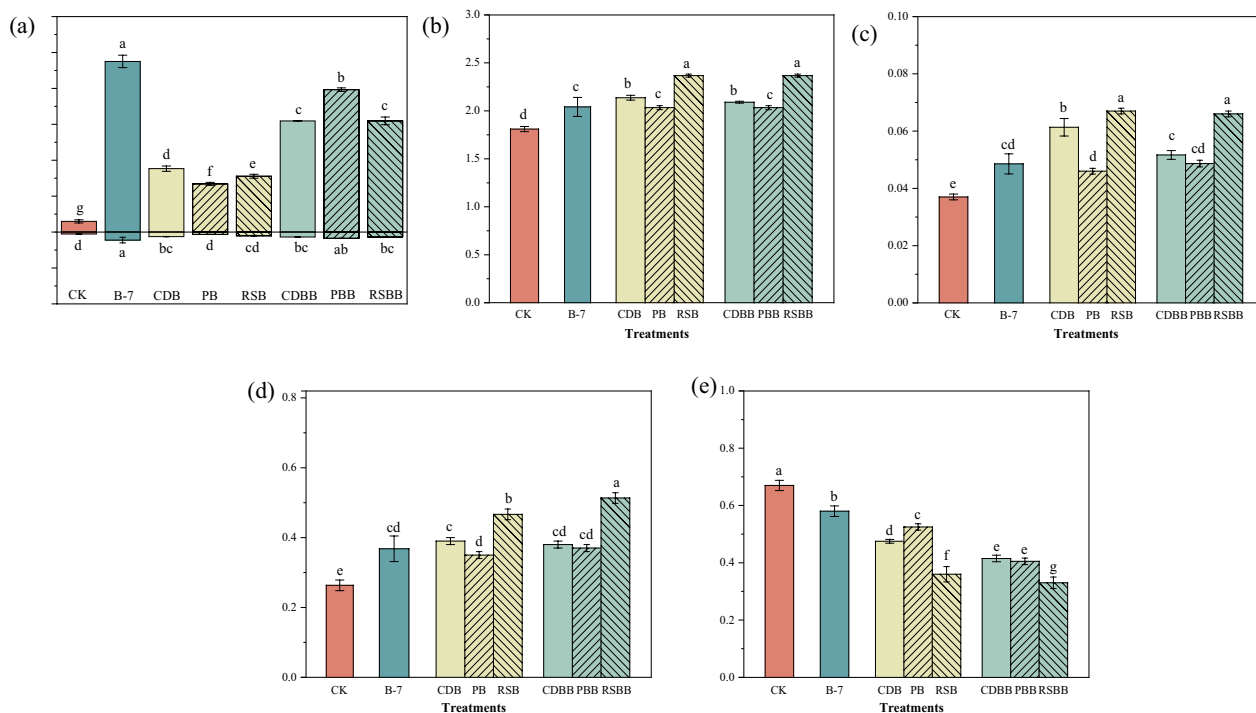 (a)
a
b
c
c
d
e
f
g
d
a
bc
d
cd
bc
ab
bc
CK B-7 CDB PB RSB CDBB PBB RSBB
(b)
3.0
2.5
2.0
1.5
1.0
0.5
0.0
d
c
b
c
a
b
c
a
CK B-7 CDB PB RSB CDBB PBB RSBB
Treatments
(c)
0.10
0.08
0.06
0.04
0.02
0.00
e
cd
b
d
a
c
cd
a
CK B-7 CDB PB RSB CDBB PBB RSBB
Treatments
(d)
0.8
0.6
0.4
0.2
0.0
e
cd
c
d
b
cd
cd
a
CK B-7 CDB PB RSB CDBB PBB RSBB
Treatments
(e)
1.0
0.8
0.6
0.4
0.2
0.0
a
b
d
c
f
e
e
g
CK B-7 CDB PB RSB CDBB PBB RSBB
Treatments